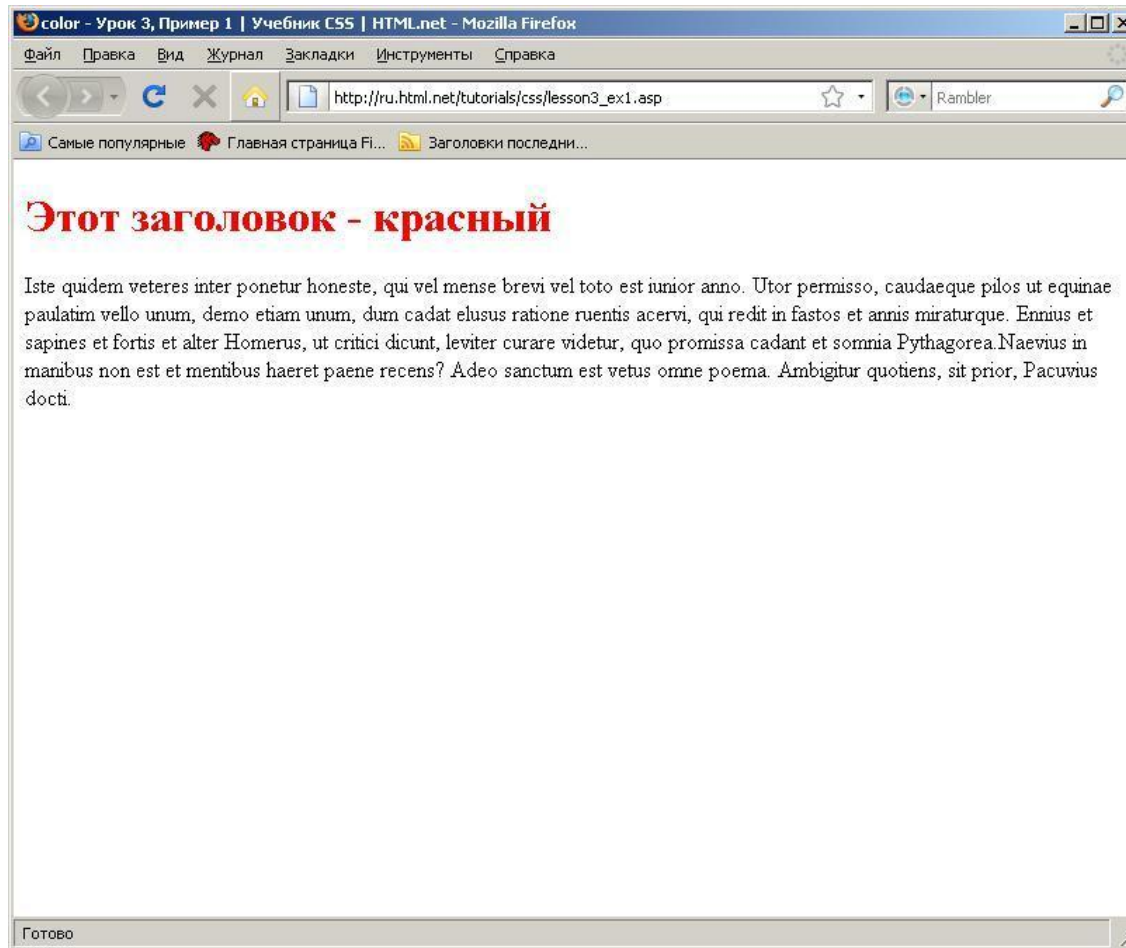 color - Урок 3, Пример 1 | Учебник CSS | HTML.net - Mozilla Firefox
Файл Правка Вид Журнал Закладки Инструменты Справка
http://ru.html.net/tutorials/css/lesson3_ex1.asp Rambler
Самые популярные Главная страница Fi... Заголовки последни...
Этот заголовок - красный
Iste quidem veteres inter ponetur honeste, qui vel mense brevi vel toto est iunior anno. Utor permisso, caudaeque pilos ut equinae
paulatim vello unum, demo etiam unum, dum cadat elusus ratione ruentis acervi, qui redit in fastos et annis miraturque. Ennius et
sapines et fortis et alter Homerus, ut critici dicunt, leviter curare videtur, quo promissa cadant et somnia Pythagorea.Naevius in
manibus non est et mentibus haeret paene recens? Adeo sanctum est vetus omne poema. Ambigitur quotiens, sit prior, Pacuvius
docti.
Готово